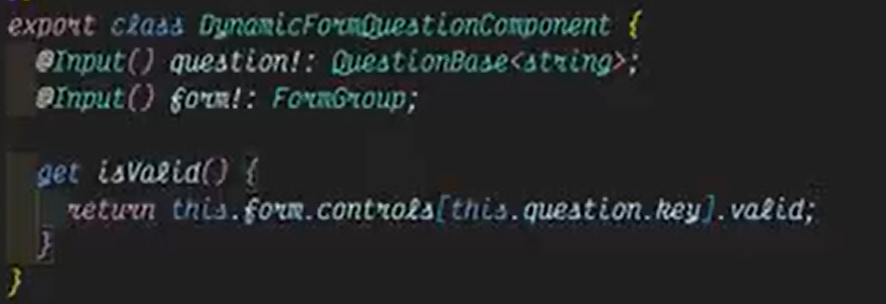 export class DynamicFormQuestionComponent {
@Input() question!: QuestionBase<string>;
@Input() form!: FormGroup;
get isValid() {
return this.form.controls[this.question.key].valid;
}
}